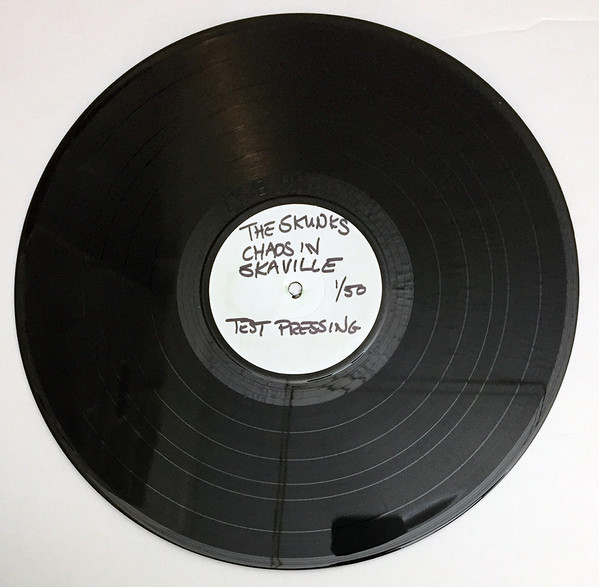 THE SKUNKS
CHAOS IN
SKAVILLE
1/50
TEST PRESSING